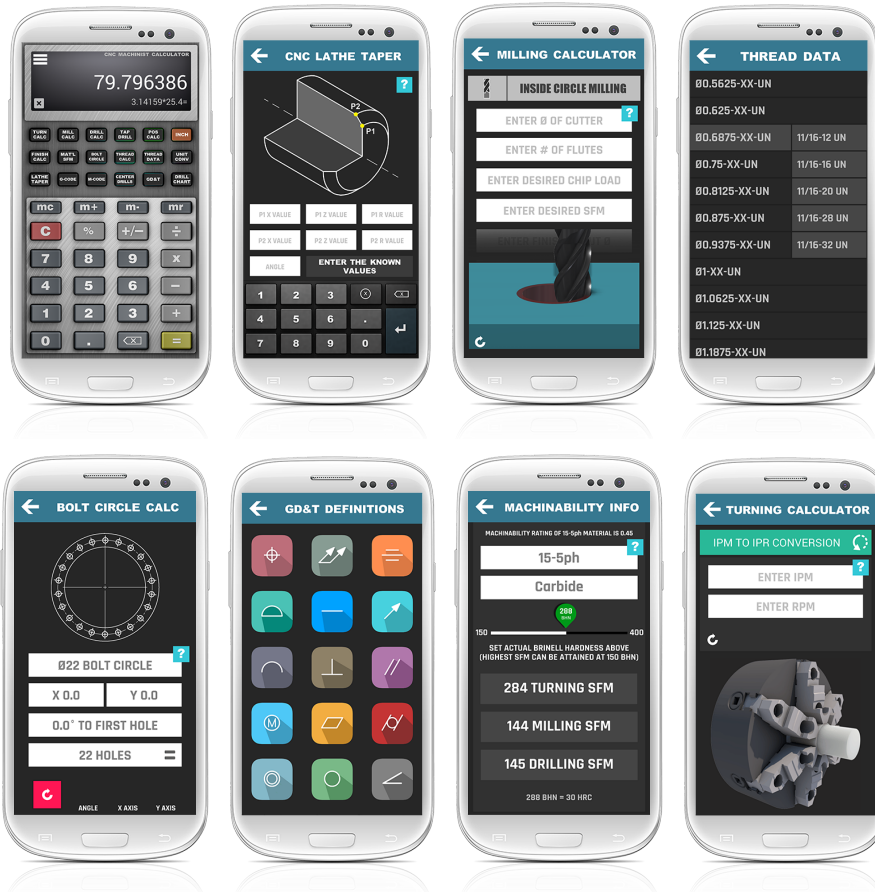 CNC MACHINIST CALCULATOR
79.796386
3.14159*25.4=
TURN CALC
MILL CALC
DRILL CALC
TAP DRILL
POS CALC
INCH
FINISH CALC
MAT'L SFM
BOLT CIRCLE
THREAD CALC
THREAD DATA
UNIT CONV
LATHE TAPER
G-CODE
M-CODE
CENTER DRILLS
GD&T
DRILL CHART
mc m+ m- mr
C % +/- ÷
7 8 9 x
4 5 6 −
1 2 3 +
0 . =
CNC LATHE TAPER
?
P2
P1
P1 X VALUE P1 Z VALUE P1 R VALUE
P2 X VALUE P2 Z VALUE P2 R VALUE
ANGLE
ENTER THE KNOWN
VALUES
1 2 3
4 5 6 .
7 8 9 0
MILLING CALCULATOR
INSIDE CIRCLE MILLING
?
ENTER Ø OF CUTTER
ENTER # OF FLUTES
ENTER DESIRED CHIP LOAD
ENTER DESIRED SFM
THREAD DATA
Ø0.5625-XX-UN
Ø0.625-XX-UN
Ø0.6875-XX-UN 11/16-12 UN
Ø0.75-XX-UN 11/16-16 UN
Ø0.8125-XX-UN 11/16-20 UN
Ø0.875-XX-UN 11/16-28 UN
Ø0.9375-XX-UN 11/16-32 UN
Ø1-XX-UN
Ø1.0625-XX-UN
Ø1.125-XX-UN
Ø1.1875-XX-UN
BOLT CIRCLE CALC
?
Ø22 BOLT CIRCLE
X 0.0 Y 0.0
0.0° TO FIRST HOLE
22 HOLES =
ANGLE X AXIS Y AXIS
GD&T DEFINITIONS
M
MACHINABILITY INFO
MACHINABILITY RATING OF 15-5ph MATERIAL IS 0.45
?
15-5ph
Carbide
288
BHN
150 400
SET ACTUAL BRINELL HARDNESS ABOVE
(HIGHEST SFM CAN BE ATTAINED AT 150 BHN)
284 TURNING SFM
144 MILLING SFM
145 DRILLING SFM
288 BHN = 30 HRC
TURNING CALCULATOR
IPM TO IPR CONVERSION
?
ENTER IPM
ENTER RPM